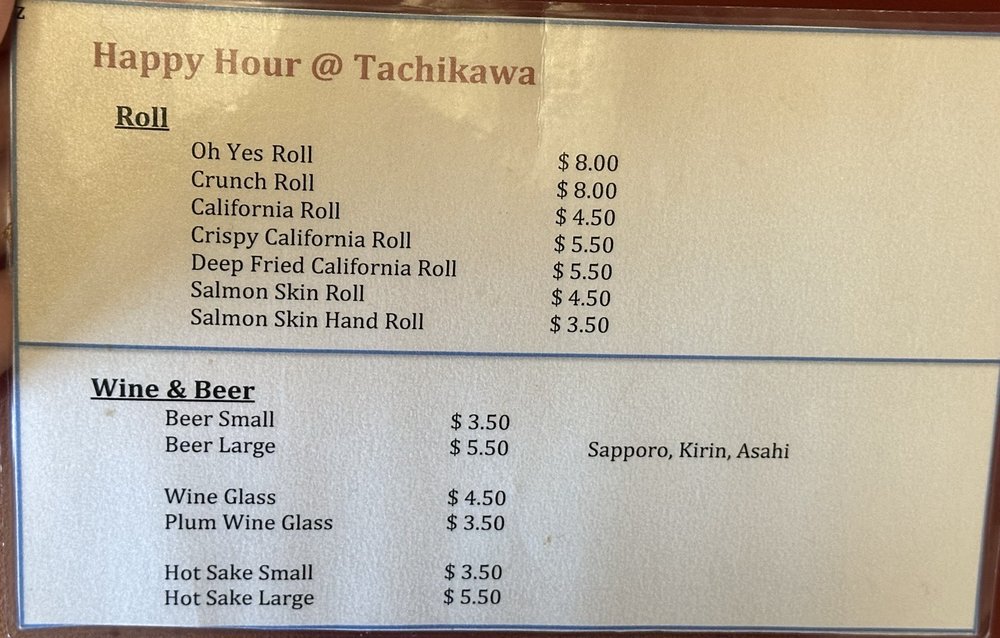 Happy Hour @ Tachikawa
Roll
Oh Yes Roll $ 8.00
Crunch Roll $ 8.00
California Roll $ 4.50
Crispy California Roll $ 5.50
Deep Fried California Roll $ 5.50
Salmon Skin Roll $ 4.50
Salmon Skin Hand Roll $ 3.50
Wine & Beer
Beer Small $ 3.50
Beer Large $ 5.50 Sapporo, Kirin, Asahi
Wine Glass $ 4.50
Plum Wine Glass $ 3.50
Hot Sake Small $ 3.50
Hot Sake Large $ 5.50